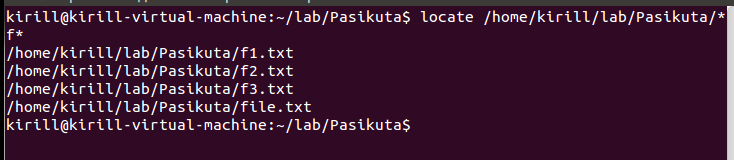 kirill@kirill-virtual-machine:~/lab/Pasikuta$ locate /home/kirill/lab/Pasikuta/*
f*
/home/kirill/lab/Pasikuta/f1.txt
/home/kirill/lab/Pasikuta/f2.txt
/home/kirill/lab/Pasikuta/f3.txt
/home/kirill/lab/Pasikuta/file.txt
kirill@kirill-virtual-machine:~/lab/Pasikuta$